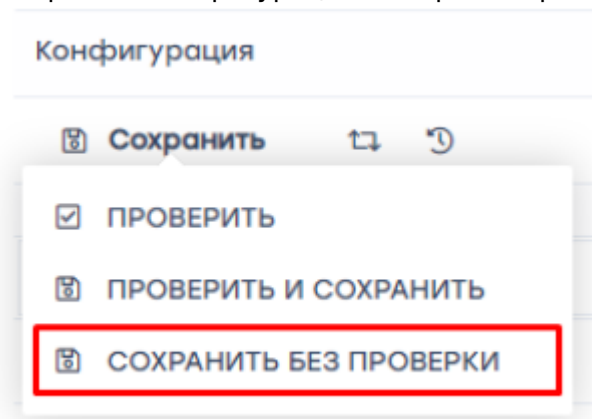 Конфигурация
Сохранить
ПРОВЕРИТЬ
ПРОВЕРИТЬ И СОХРАНИТЬ
СОХРАНИТЬ БЕЗ ПРОВЕРКИ